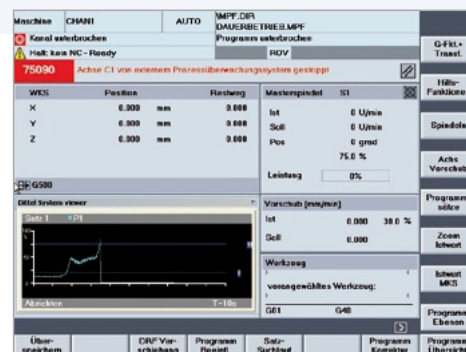 Maschine CHAN1 AUTO \MPF.DIR
DAUERBETRIEB.MPF
Kanal unterbrochen Programm unterbrochen
Halt: kein NC - Ready ROV
75090 Achse C1 von externem Prozessüberwachungssystem gestoppt
WKS Position Restweg
X 0.000 mm 0.000
Y 0.000 mm 0.000
Z 0.000 mm 0.000
G500
Masterspindel S1
Ist 0 U/min
Soll 0 U/min
Pos 0 grad
75.0 %
Leistung 0%
Dittel System viewer
Satz 1 P1
Abrichten T=10s
Vorschub [mm/min]
Ist 0.000 30.0 %
Soll 0.000
Werkzeug
vorangewähltes Werkzeug:
G01 G40
G-Fkt.+
Transf.
Hilfs-
Funktionen
Spindeln
Achs
Vorschub
Programm
sätze
Zoom
Istwert
Istwert
MKS
Programm
Ebenen
Über-
speichern
DRF Ver-
schiebung
Programm
Beeinfl.
Satz-
Suchlauf
Programm
Korrektur
Programm
Übersicht